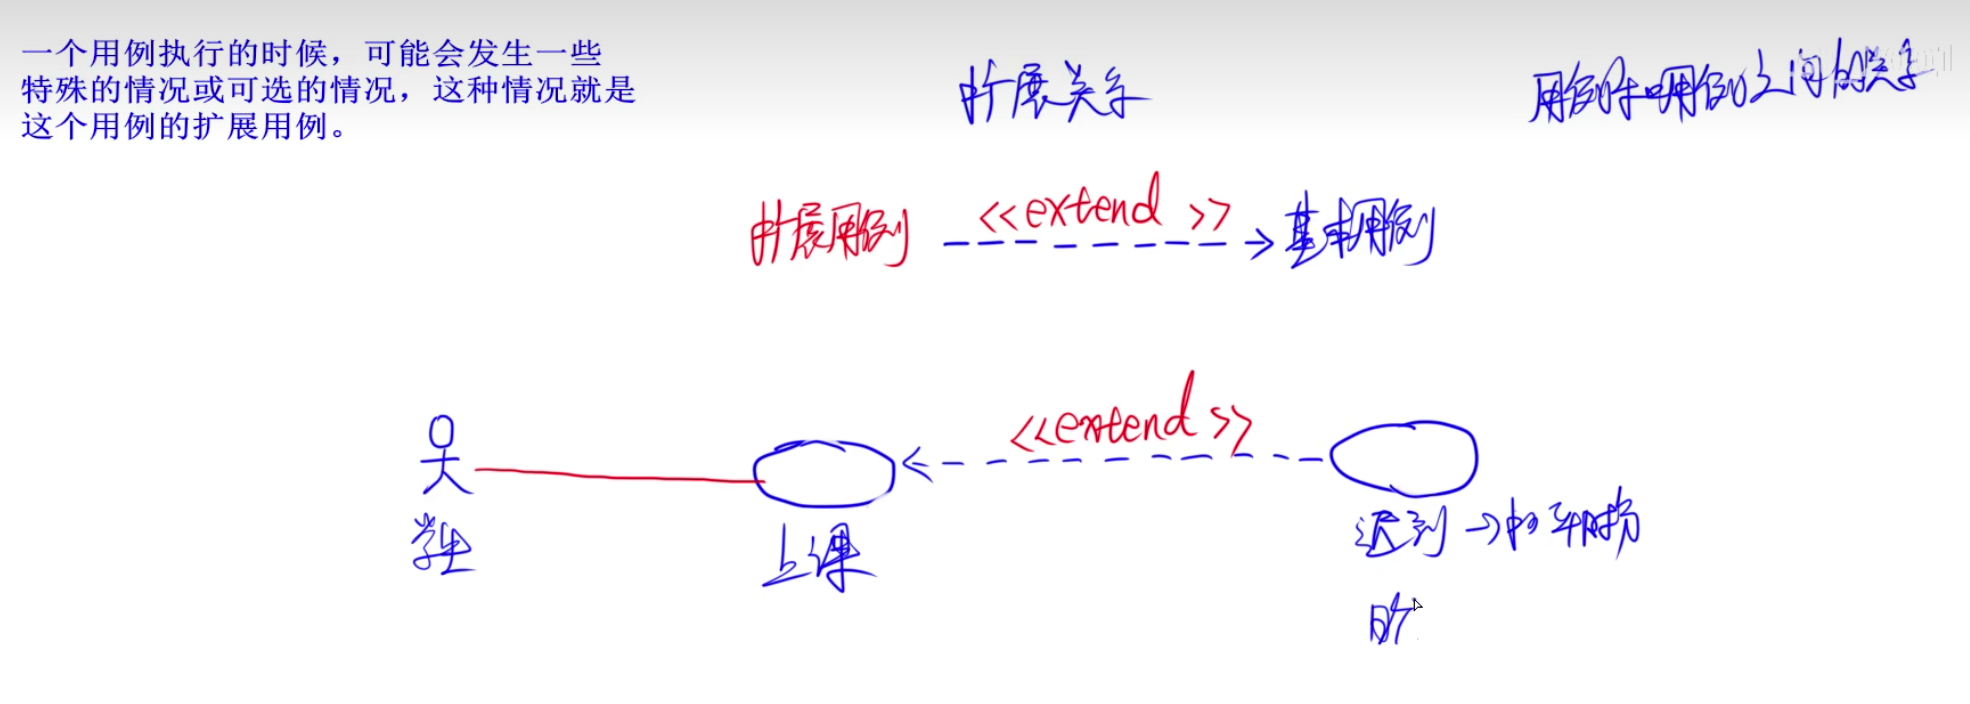 一个用例执行的时候，可能会发生一些
特殊的情况或可选的情况，这种情况就是
这个用例的扩展用例。
扩展关系
用例和用例之间的关系
扩展用例 <<extend >> 基本用例
<<extend>>
学生
上课
迟到 → 扣平时分
旷